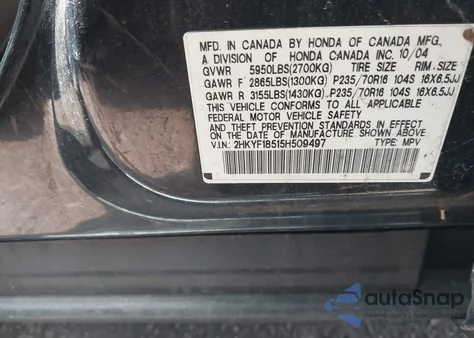 MFD. IN CANADA BY HONDA OF CANADA MFG.,
A DIVISION OF HONDA CANADA INC. 10/04
GVWR 5950LBS(2700KG) TIRE SIZE RIM SIZE
GAWR F 2865LBS(1300KG) P235/70R16 104S 16X6.5JJ
GAWR R 3155LBS(1430KG) P235/70R16 104S 16X6.5JJ
THIS VEHICLE CONFORMS TO ALL APPLICABLE
FEDERAL MOTOR VEHICLE SAFETY
AND THEFT PREVENTION STANDARDS IN EFFECT
ON THE DATE OF MANUFACTURE SHOWN ABOVE.
V.I.N.: 2HKYF18515H509497 TYPE: MPV
autoSnap